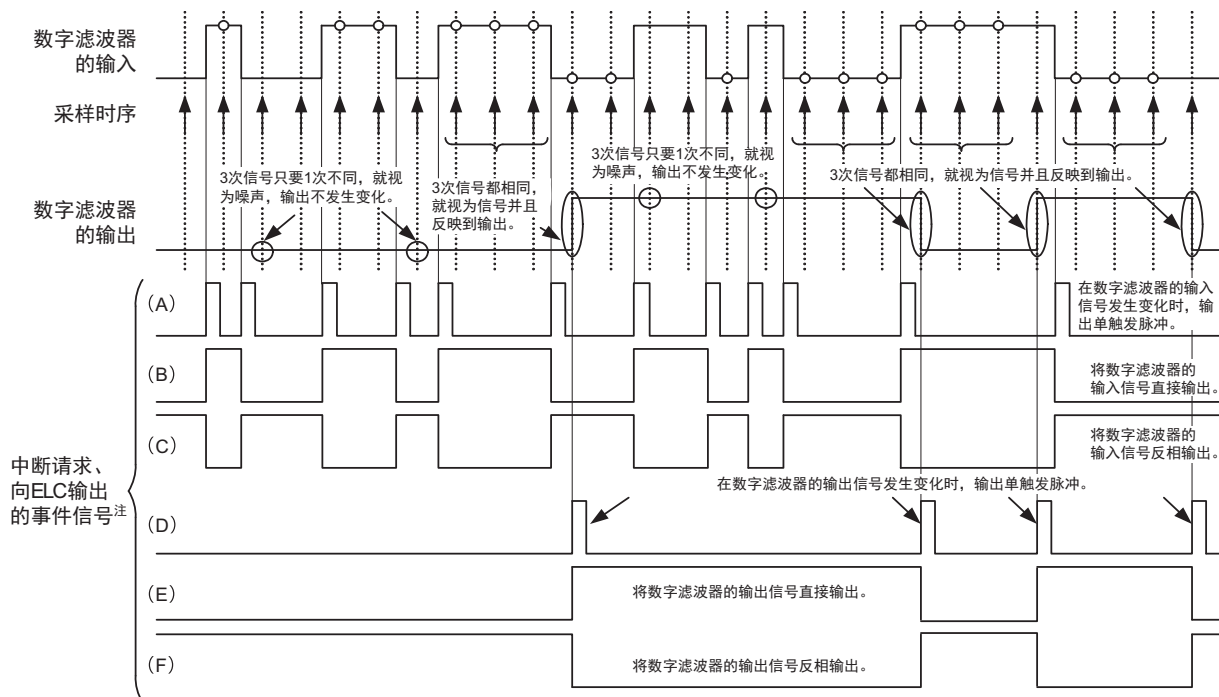 数字滤波器
的输入
采样时序
3次信号只要1次不同，就视
为噪声，输出不发生变化。
3次信号都相同，
就视为信号并且
反映到输出。
3次信号只要1次不同，就视
为噪声，输出不发生变化。
3次信号都相同，就视为信号并且反映到输出。
数字滤波器
的输出
中断请求、
向ELC输出
的事件信号注
（A）
在数字滤波器的输入
信号发生变化时，输
出单触发脉冲。
（B）
将数字滤波器的
输入信号直接输出。
（C）
将数字滤波器的
输入信号反相输出。
在数字滤波器的输出信号发生变化时，输出单触发脉冲。
（D）
（E）
将数字滤波器的输出信号直接输出。
（F）
将数字滤波器的输出信号反相输出。